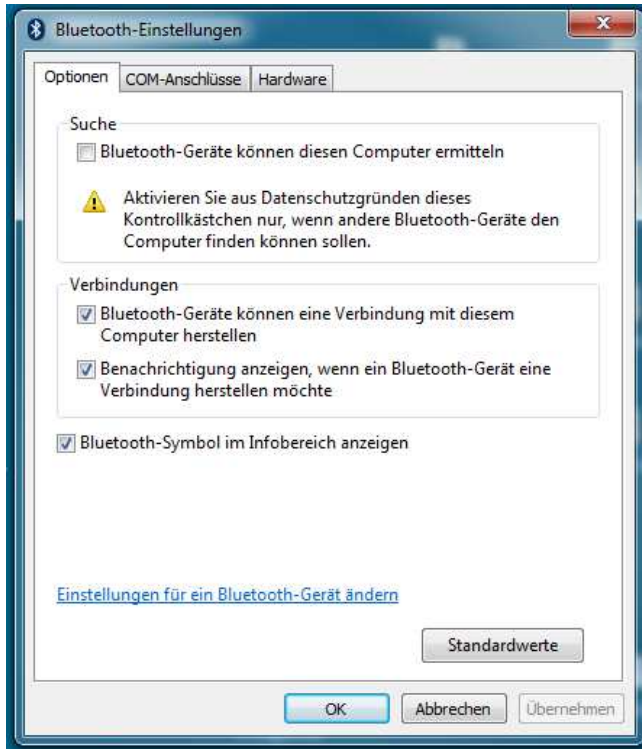 Bluetooth-Einstellungen
Optionen COM-Anschlüsse Hardware
Suche
Bluetooth-Geräte können diesen Computer ermitteln
Aktivieren Sie aus Datenschutzgründen dieses
Kontrollkästchen nur, wenn andere Bluetooth-Geräte den
Computer finden können sollen.
Verbindungen
Bluetooth-Geräte können eine Verbindung mit diesem
Computer herstellen
Benachrichtigung anzeigen, wenn ein Bluetooth-Gerät eine
Verbindung herstellen möchte
Bluetooth-Symbol im Infobereich anzeigen
Einstellungen für ein Bluetooth-Gerät ändern
Standardwerte
OK Abbrechen Übernehmen